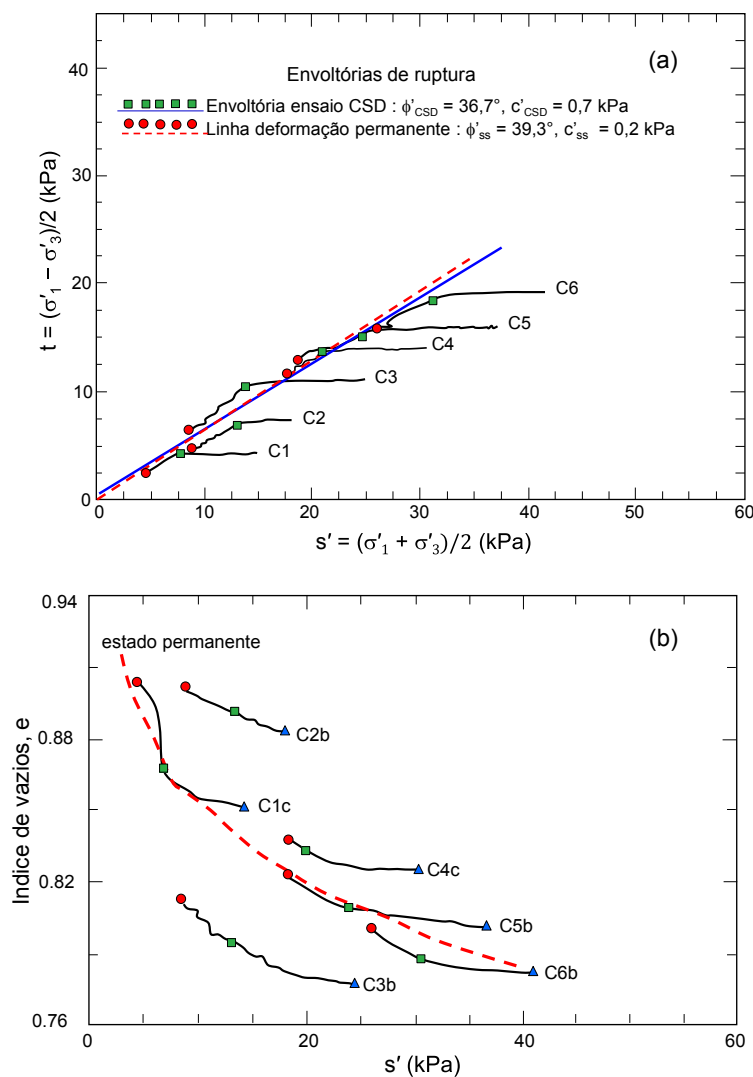 (a)
Envoltórias de ruptura
Envoltória ensaio CSD : ϕ'CSD = 36,7°, c'CSD = 0,7 kPa
Linha deformação permanente : ϕ'ss = 39,3°, c'ss = 0,2 kPa
t = (σ′1 − σ′3)/2 (kPa)
40
30
20
10
0
C6
C5
C4
C3
C2
C1
0 10 20 30 40 50 60
s′ = (σ′1 + σ′3)/2 (kPa)
(b)
estado permanente
Indice de vazios, e
0.94
0.88
0.82
0.76
C2b
C1c
C4c
C5b
C6b
C3b
0 10 20 30 40 50 60
s′ (kPa)